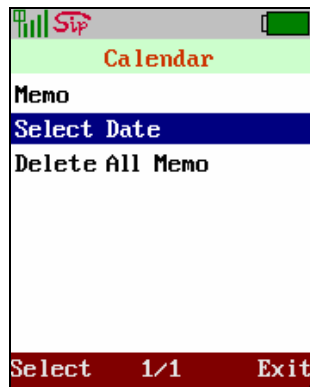 Sip
Calendar
Memo
Select Date
Delete All Memo
Select 1/1 Exit